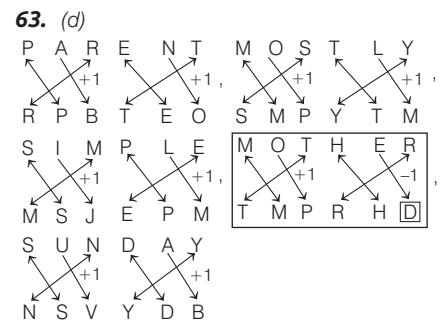 63. (d)
P A R E N T M O S T L Y
+1 +1 , +1 +1 ,
R P B T E O S M P Y T M
S I M P L E M O T H E R
+1 +1 , +1 –1 ,
M S J E P M T M P R H D
S U N D A Y
+1 +1
N S V Y D B